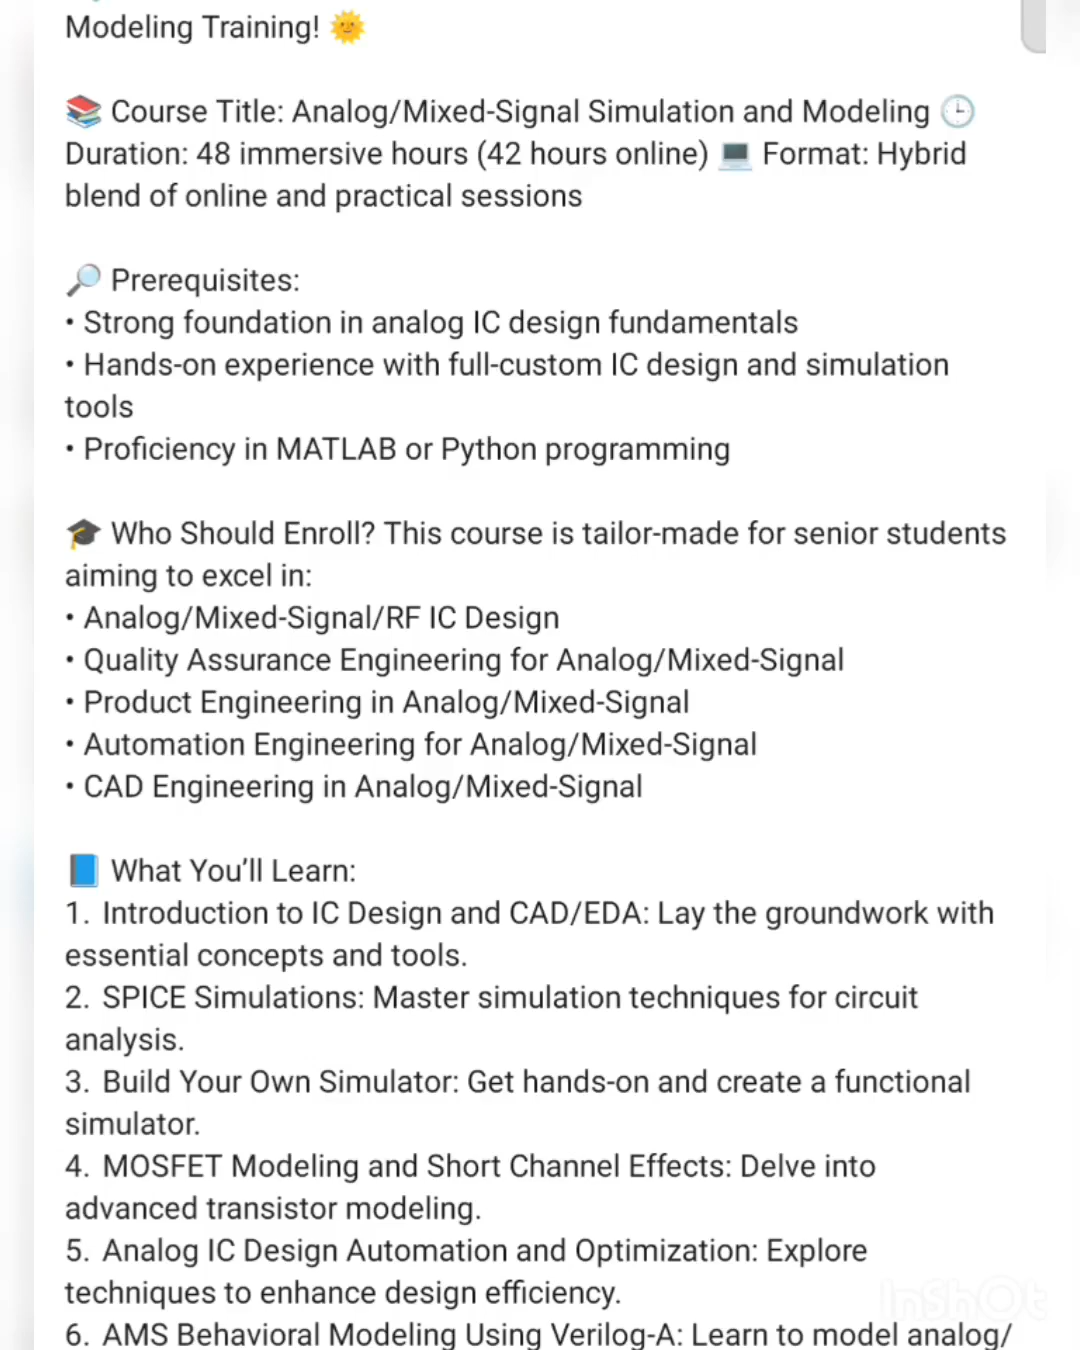 Modeling Training! 🌞
📚 Course Title: Analog/Mixed-Signal Simulation and Modeling 🕒
Duration: 48 immersive hours (42 hours online) 💻 Format: Hybrid
blend of online and practical sessions
🔎 Prerequisites:
• Strong foundation in analog IC design fundamentals
• Hands-on experience with full-custom IC design and simulation
tools
• Proficiency in MATLAB or Python programming
🎓 Who Should Enroll? This course is tailor-made for senior students
aiming to excel in:
• Analog/Mixed-Signal/RF IC Design
• Quality Assurance Engineering for Analog/Mixed-Signal
• Product Engineering in Analog/Mixed-Signal
• Automation Engineering for Analog/Mixed-Signal
• CAD Engineering in Analog/Mixed-Signal
📘 What You’ll Learn:
1. Introduction to IC Design and CAD/EDA: Lay the groundwork with
essential concepts and tools.
2. SPICE Simulations: Master simulation techniques for circuit
analysis.
3. Build Your Own Simulator: Get hands-on and create a functional
simulator.
4. MOSFET Modeling and Short Channel Effects: Delve into
advanced transistor modeling.
5. Analog IC Design Automation and Optimization: Explore
techniques to enhance design efficiency.
6. AMS Behavioral Modeling Using Verilog-A: Learn to model analog/
InShOt